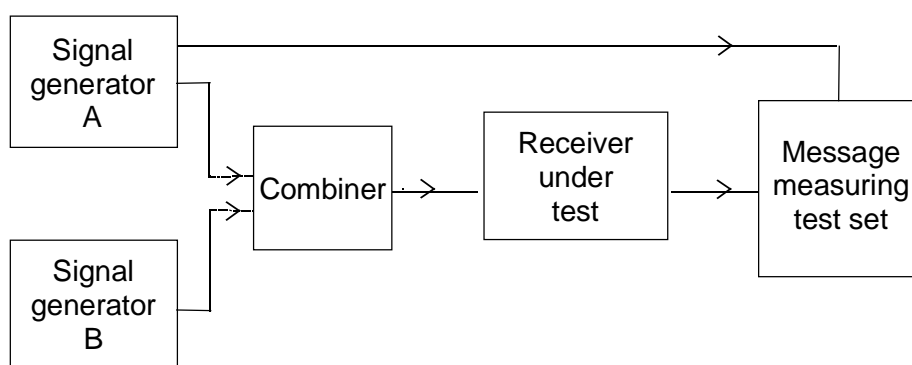 Signal
generator
A
Combiner
Receiver
under
test
Message
measuring
test set
Signal
generator
B